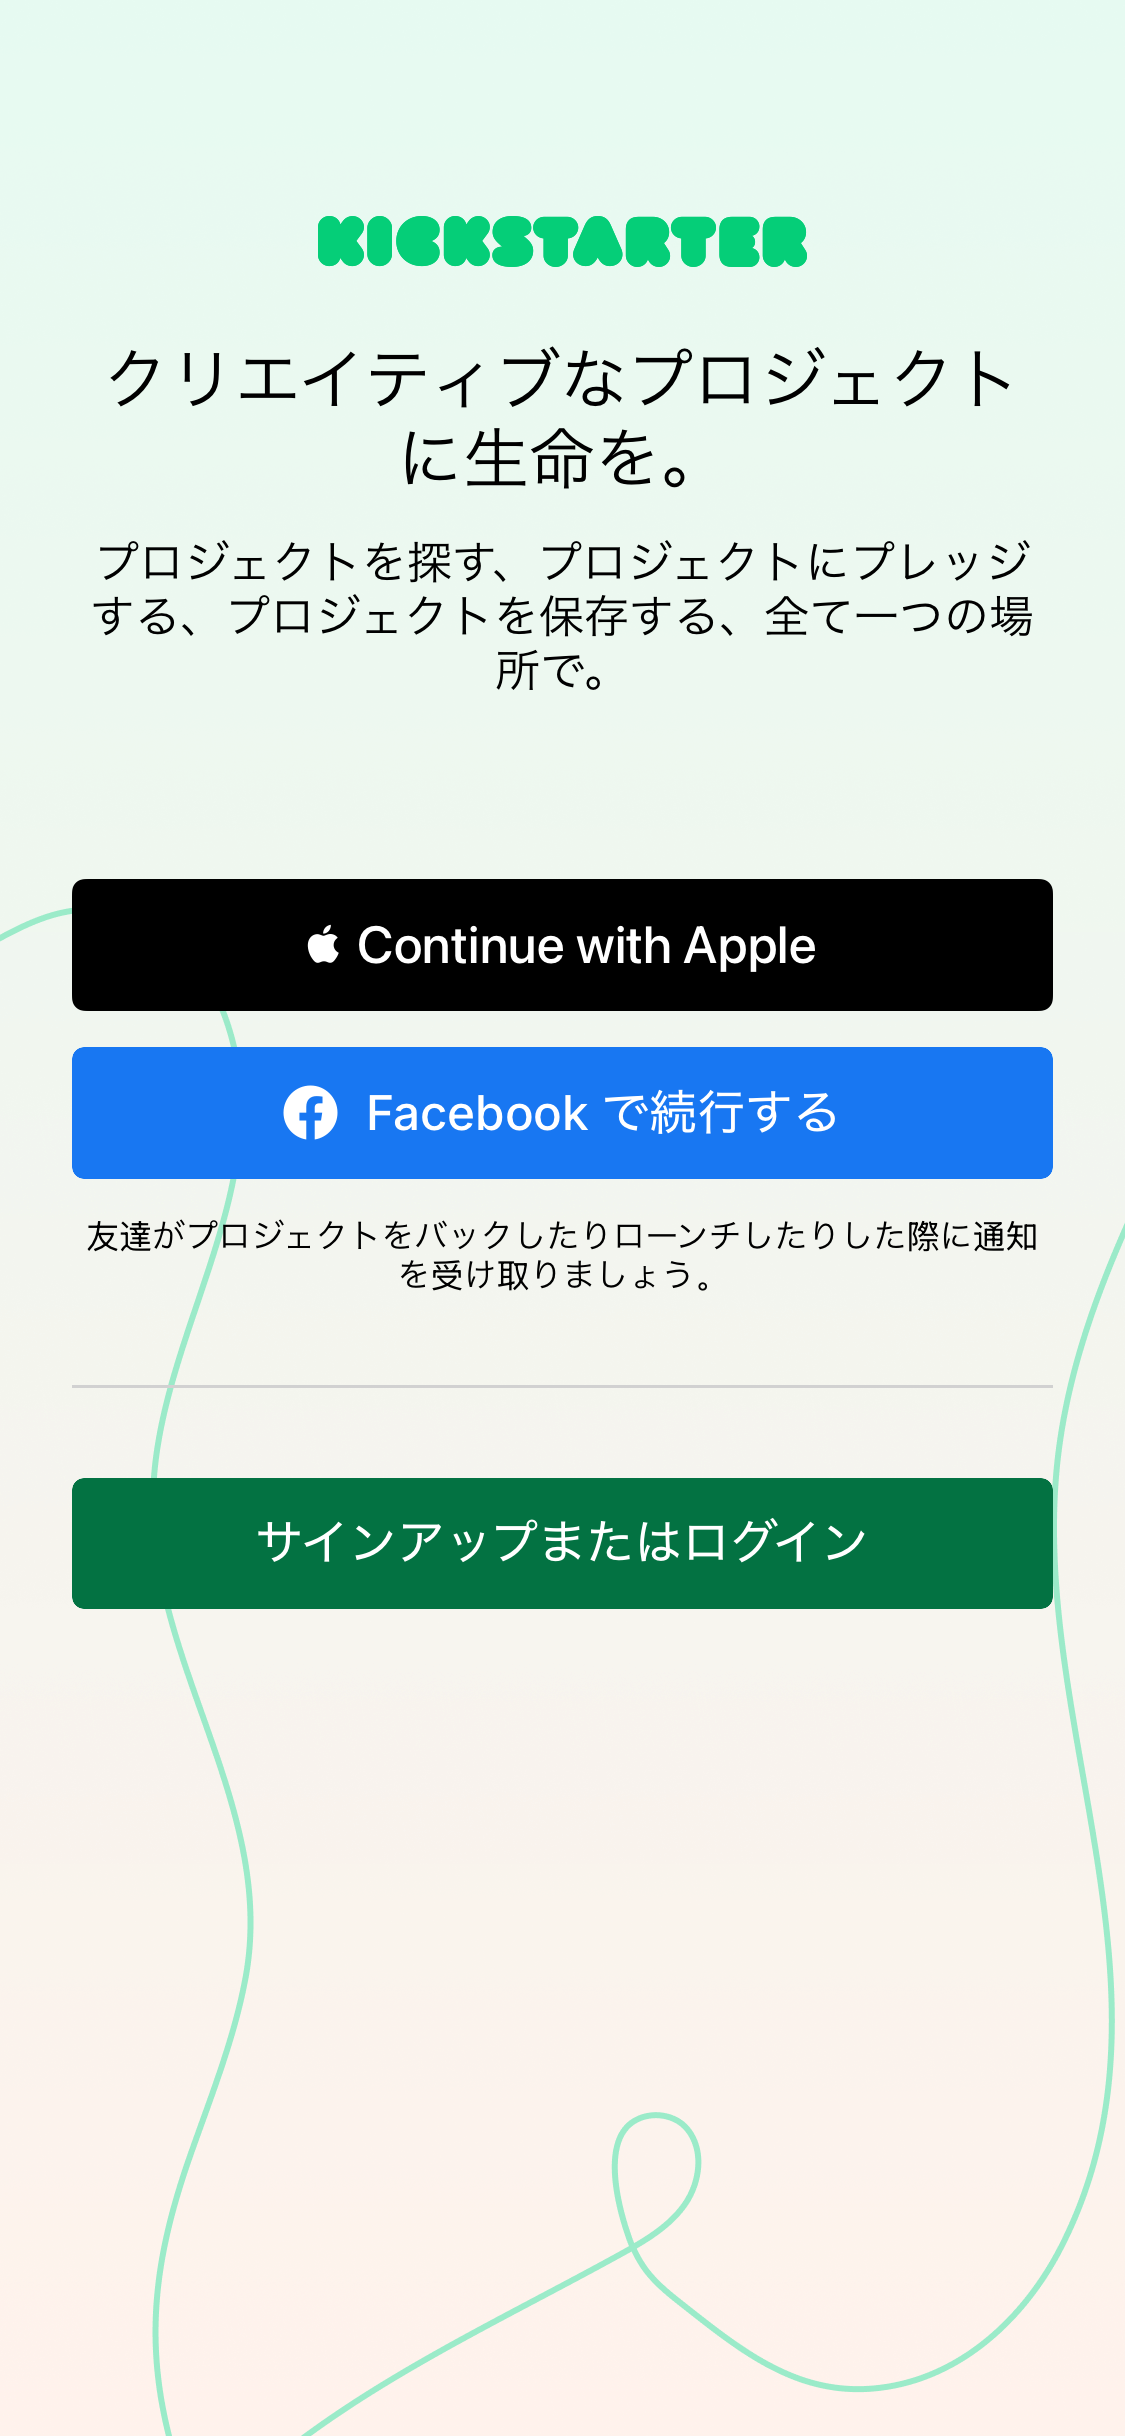 KICKSTARTER
クリエイティブなプロジェクト
に生命を。
プロジェクトを探す、プロジェクトにプレッジ
する、プロジェクトを保存する、全て一つの場
所で。
Continue with Apple
Facebook で続行する
友達がプロジェクトをバックしたりローンチしたりした際に通知
を受け取りましょう。
サインアップまたはログイン